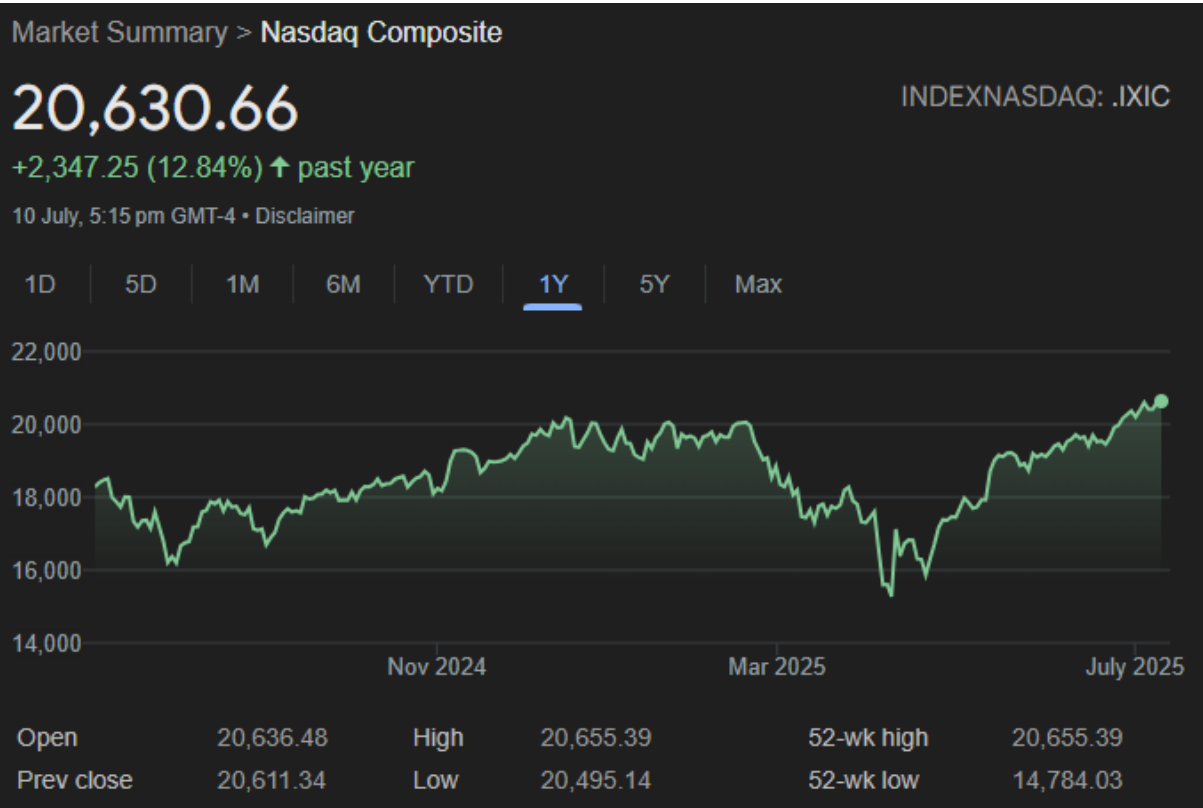 Market Summary > Nasdaq Composite
20,630.66
INDEXNASDAQ: .IXIC
+2,347.25 (12.84%) ↑ past year
10 July, 5:15 pm GMT-4 • Disclaimer
1D 5D 1M 6M YTD 1Y 5Y Max
22,000
20,000
18,000
16,000
14,000
Nov 2024 Mar 2025 July 2025
Open 20,636.48 High 20,655.39 52-wk high 20,655.39
Prev close 20,611.34 Low 20,495.14 52-wk low 14,784.03